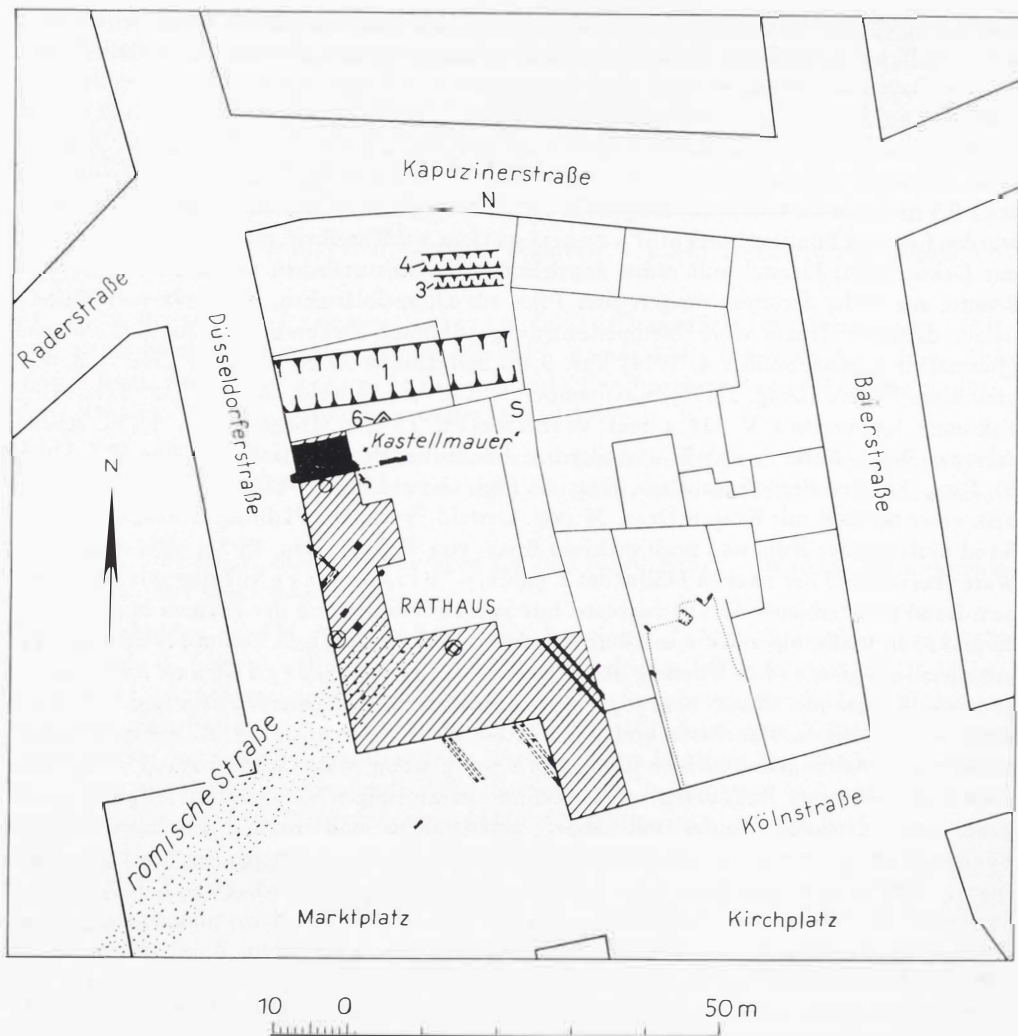 Kapuzinerstraße
N
Raderstraße
Düsseldorferstraße
4
3
1
S
6
Kastellmauer
Baierstraße
N
RATHAUS
römische Straße
Kölnstraße
Marktplatz
Kirchplatz
10 0 50 m